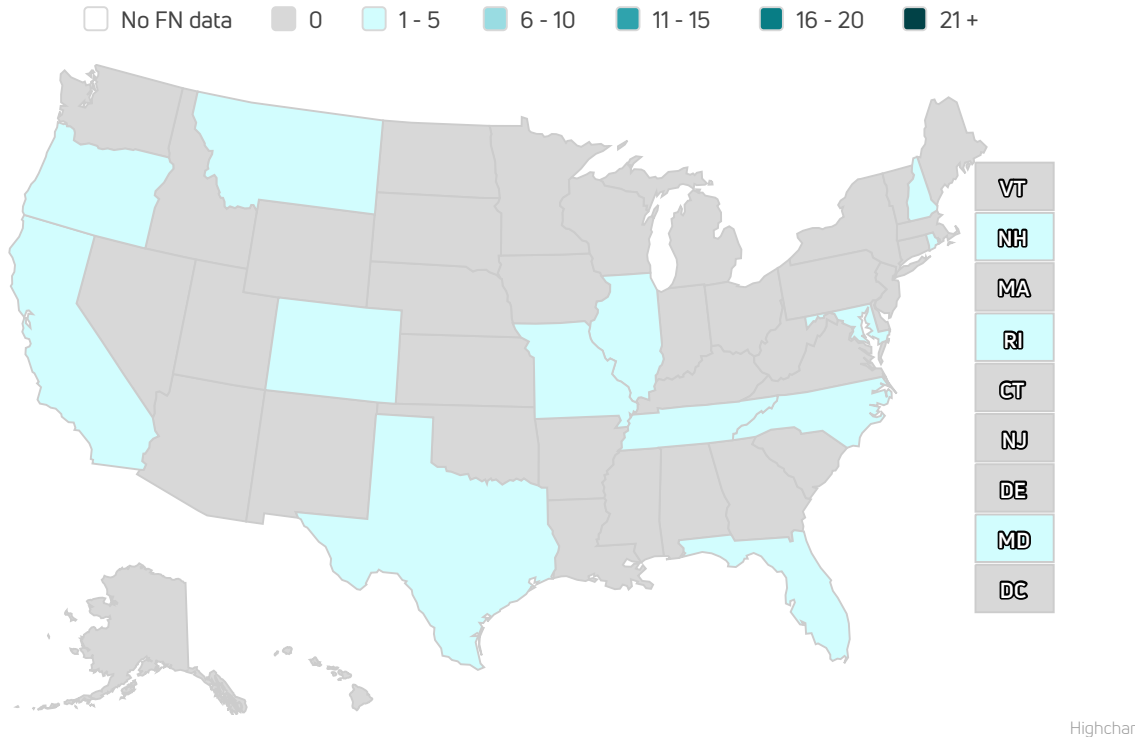 No FN data 0 1 - 5 6 - 10 11 - 15 16 - 20 21 +
VT
NH
MA
RI
CT
NJ
DE
MD
DC
Highchar